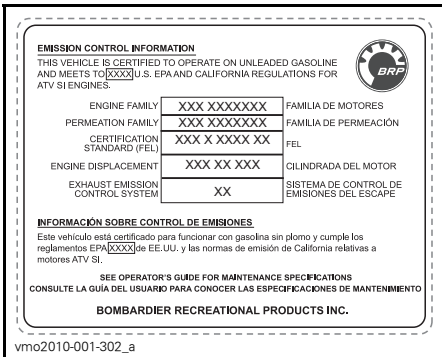 EMISSION CONTROL INFORMATION
THIS VEHICLE IS CERTIFIED TO OPERATE ON UNLEADED GASOLINE
AND MEETS TO XXXX U.S. EPA AND CALIFORNIA REGULATIONS FOR
ATV SI ENGINES.
BRP
ENGINE FAMILY XXX XXXXXXX FAMILIA DE MOTORES
PERMEATION FAMILY XXX XXXXXXX FAMILIA DE PERMEACIÓN
CERTIFICATION
STANDARD (FEL) XXX X XXXX XX FEL
ENGINE DISPLACEMENT XXX XX XXX CILINDRADA DEL MOTOR
EXHAUST EMISSION
CONTROL SYSTEM XX SISTEMA DE CONTROL DE
EMISIONES DEL ESCAPE
INFORMACIÓN SOBRE CONTROL DE EMISIONES
Este vehículo está certificado para funcionar con gasolina sin plomo y cumple los
reglamentos EPA XXXX de EE.UU. y las normas de emisión de California relativas a
motores ATV SI.
SEE OPERATOR'S GUIDE FOR MAINTENANCE SPECIFICATIONS
CONSULTE LA GUÍA DEL USUARIO PARA CONOCER LAS ESPECIFICACIONES DE MANTENIMIENTO
BOMBARDIER RECREATIONAL PRODUCTS INC.
vmo2010-001-302_a